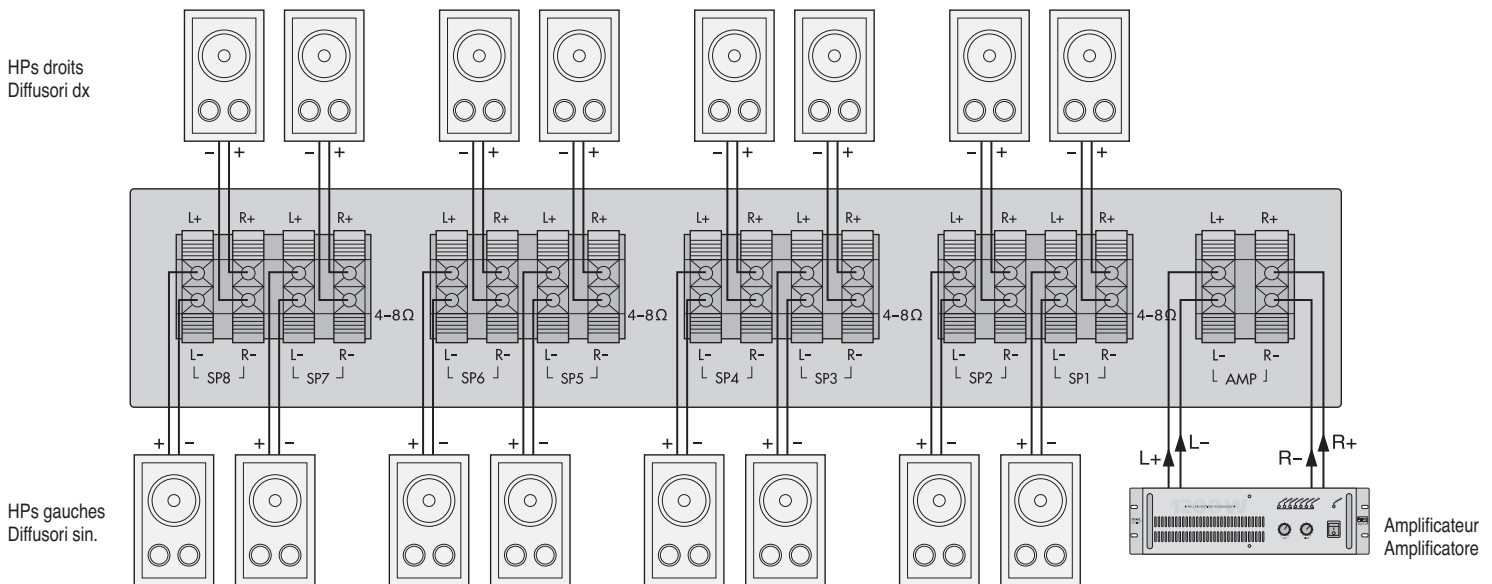 HPs droits
Diffusori dx
− + − + − + − + − + − + − + − +
L+ R+ L+ R+ L+ R+ L+ R+ L+ R+ L+ R+ L+ R+ L+ R+ L+ R+
4–8Ω 4–8Ω 4–8Ω 4–8Ω
L− R− L− R− L− R− L− R− L− R− L− R− L− R− L− R− L− R−
SP8 SP7 SP6 SP5 SP4 SP3 SP2 SP1 AMP
+ − + − + − + − + − + − + − + −
L+ L− R− R+
HPs gauches
Diffusori sin.
Amplificateur
Amplificatore